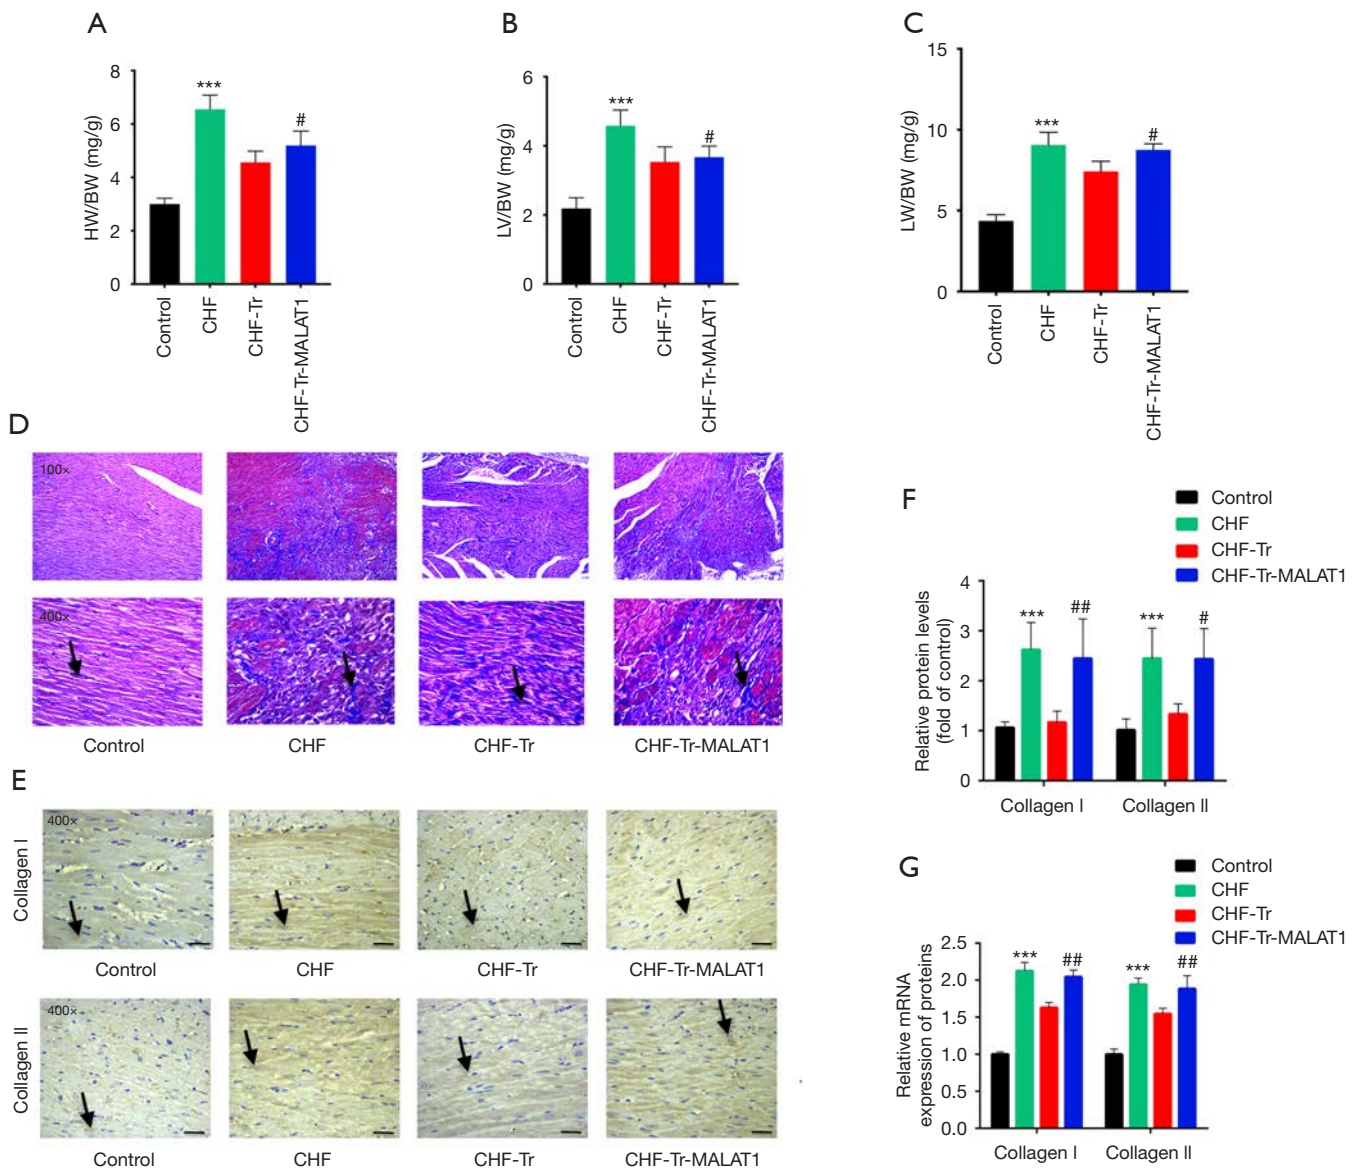 A
HW/BW (mg/g)
8
6
4
2
0
***
#
Control
CHF
CHF-Tr
CHF-Tr-MALAT1
B
LV/BW (mg/g)
6
4
2
0
***
#
Control
CHF
CHF-Tr
CHF-Tr-MALAT1
C
LW/BW (mg/g)
15
10
5
0
***
#
Control
CHF
CHF-Tr
CHF-Tr-MALAT1
D
100×
400×
Control
CHF
CHF-Tr
CHF-Tr-MALAT1
E
Collagen I
400×
Control
CHF
CHF-Tr
CHF-Tr-MALAT1
Collagen II
400×
Control
CHF
CHF-Tr
CHF-Tr-MALAT1
F
Control
CHF
CHF-Tr
CHF-Tr-MALAT1
Relative protein levels
(fold of control)
4
3
2
1
0
***
##
***
#
Collagen I
Collagen II
G
Control
CHF
CHF-Tr
CHF-Tr-MALAT1
Relative mRNA
expression of proteins
2.5
2.0
1.5
1.0
0.5
0.0
***
##
***
##
Collagen I
Collagen II